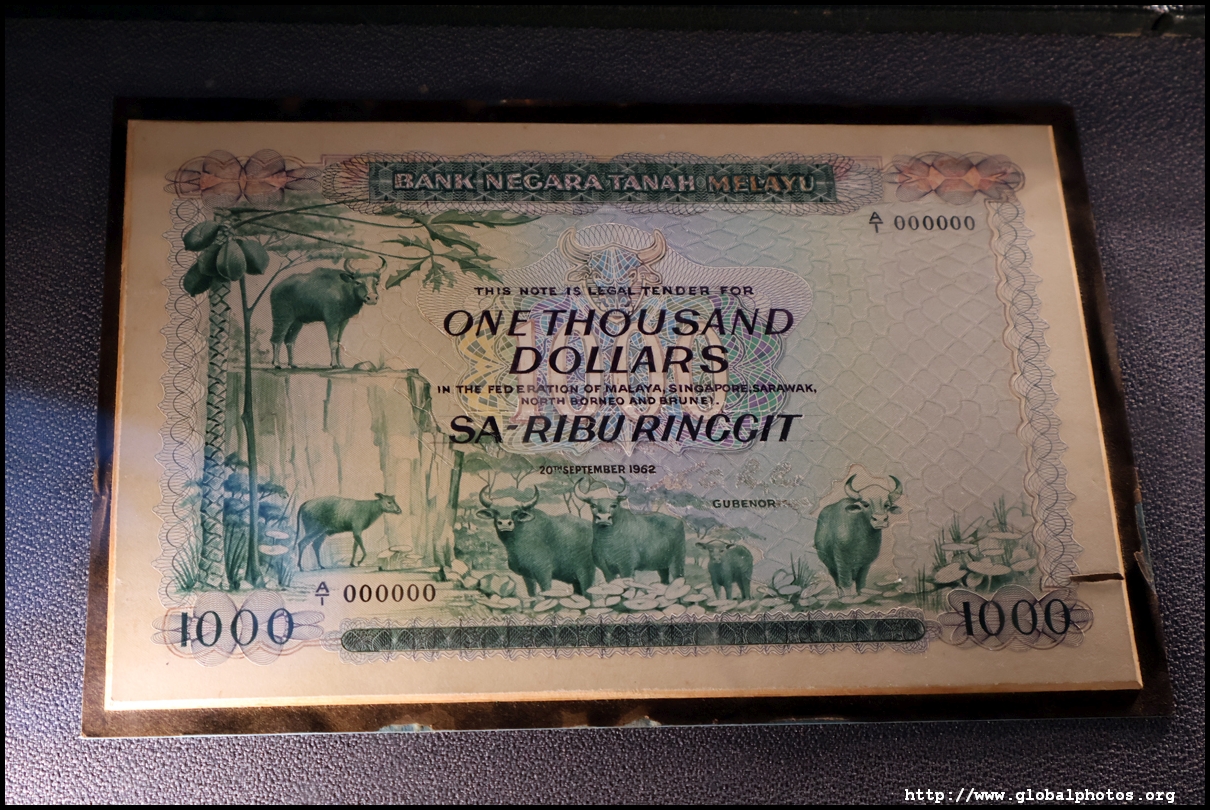 BANK NEGARA TANAH MELAYU
A/1 000000
THIS NOTE IS LEGAL TENDER FOR
1000
ONE THOUSAND
DOLLARS
IN THE FEDERATION OF MALAYA, SINGAPORE, SARAWAK,
NORTH BORNEO AND BRUNEI.
SA-RIBU RINGGIT
20TH SEPTEMBER 1962
GUBENOR
A/1 000000
1000
1000
http://www.globalphotos.org